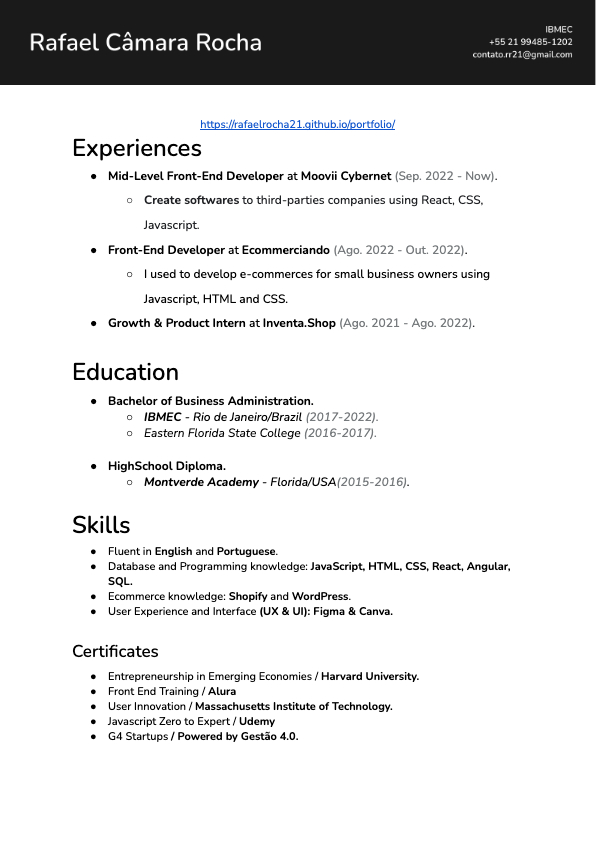 Rafael Câmara Rocha
IBMEC
+55 21 99485-1202
contato.rr21@gmail.com
https://rafaelrocha21.github.io/portfolio/
Experiences
● Mid-Level Front-End Developer at Moovii Cybernet (Sep. 2022 - Now).
○ Create softwares to third-parties companies using React, CSS,
Javascript.
● Front-End Developer at Ecommerciando (Ago. 2022 - Out. 2022).
○ I used to develop e-commerces for small business owners using
Javascript, HTML and CSS.
● Growth & Product Intern at Inventa.Shop (Ago. 2021 - Ago. 2022).
Education
● Bachelor of Business Administration.
○ IBMEC - Rio de Janeiro/Brazil (2017-2022).
○ Eastern Florida State College (2016-2017).
● HighSchool Diploma.
○ Montverde Academy - Florida/USA(2015-2016).
Skills
● Fluent in English and Portuguese.
● Database and Programming knowledge: JavaScript, HTML, CSS, React, Angular,
SQL.
● Ecommerce knowledge: Shopify and WordPress.
● User Experience and Interface (UX & UI): Figma & Canva.
Certificates
● Entrepreneurship in Emerging Economies / Harvard University.
● Front End Training / Alura
● User Innovation / Massachusetts Institute of Technology.
● Javascript Zero to Expert / Udemy
● G4 Startups / Powered by Gestão 4.0.